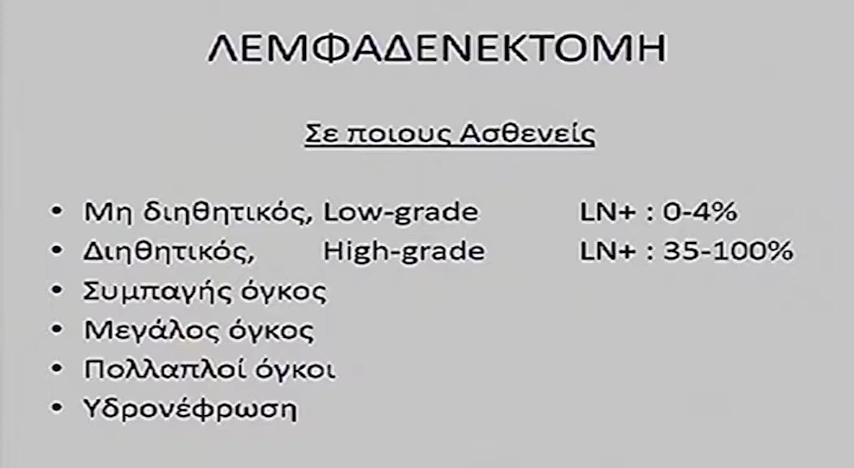 ΛΕΜΦΑΔΕΝΕΚΤΟΜΗ
Σε ποιους Ασθενείς
• Μη διηθητικός, Low-grade LN+ : 0-4%
• Διηθητικός, High-grade LN+ : 35-100%
• Συμπαγής όγκος
• Μεγάλος όγκος
• Πολλαπλοί όγκοι
• Υδρονέφρωση